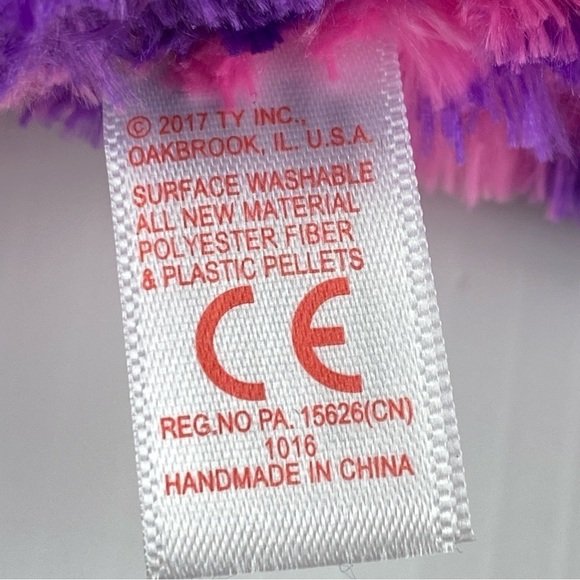 © 2017 TY INC.,
OAKBROOK, IL. U.S.A.
SURFACE WASHABLE
ALL NEW MATERIAL
POLYESTER FIBER
& PLASTIC PELLETS
CE
REG.NO PA. 15626(CN)
1016
HANDMADE IN CHINA